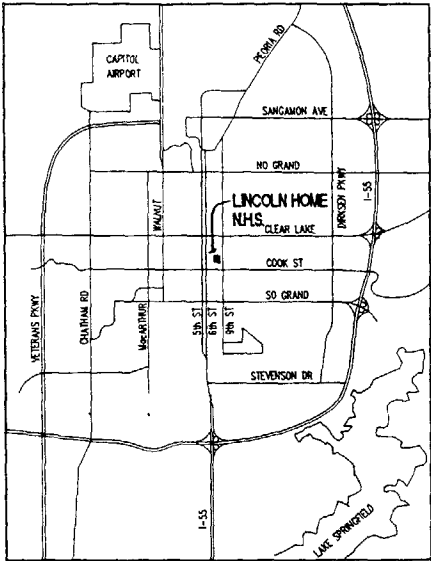 PEORIA RD
CAPITOL
AIRPORT
SANGAMON AVE
NO GRAND
DIRKSEN PKWY
I-55
WALNUT
LINCOLN HOME
N.H.S.
CLEAR LAKE
COOK ST
SO GRAND
VETERANS PKWY
CHATHAM RD
MacARTHUR
5th ST
6th ST
9th ST
STEVENSON DR
I-55
LAKE SPRINGFIELD